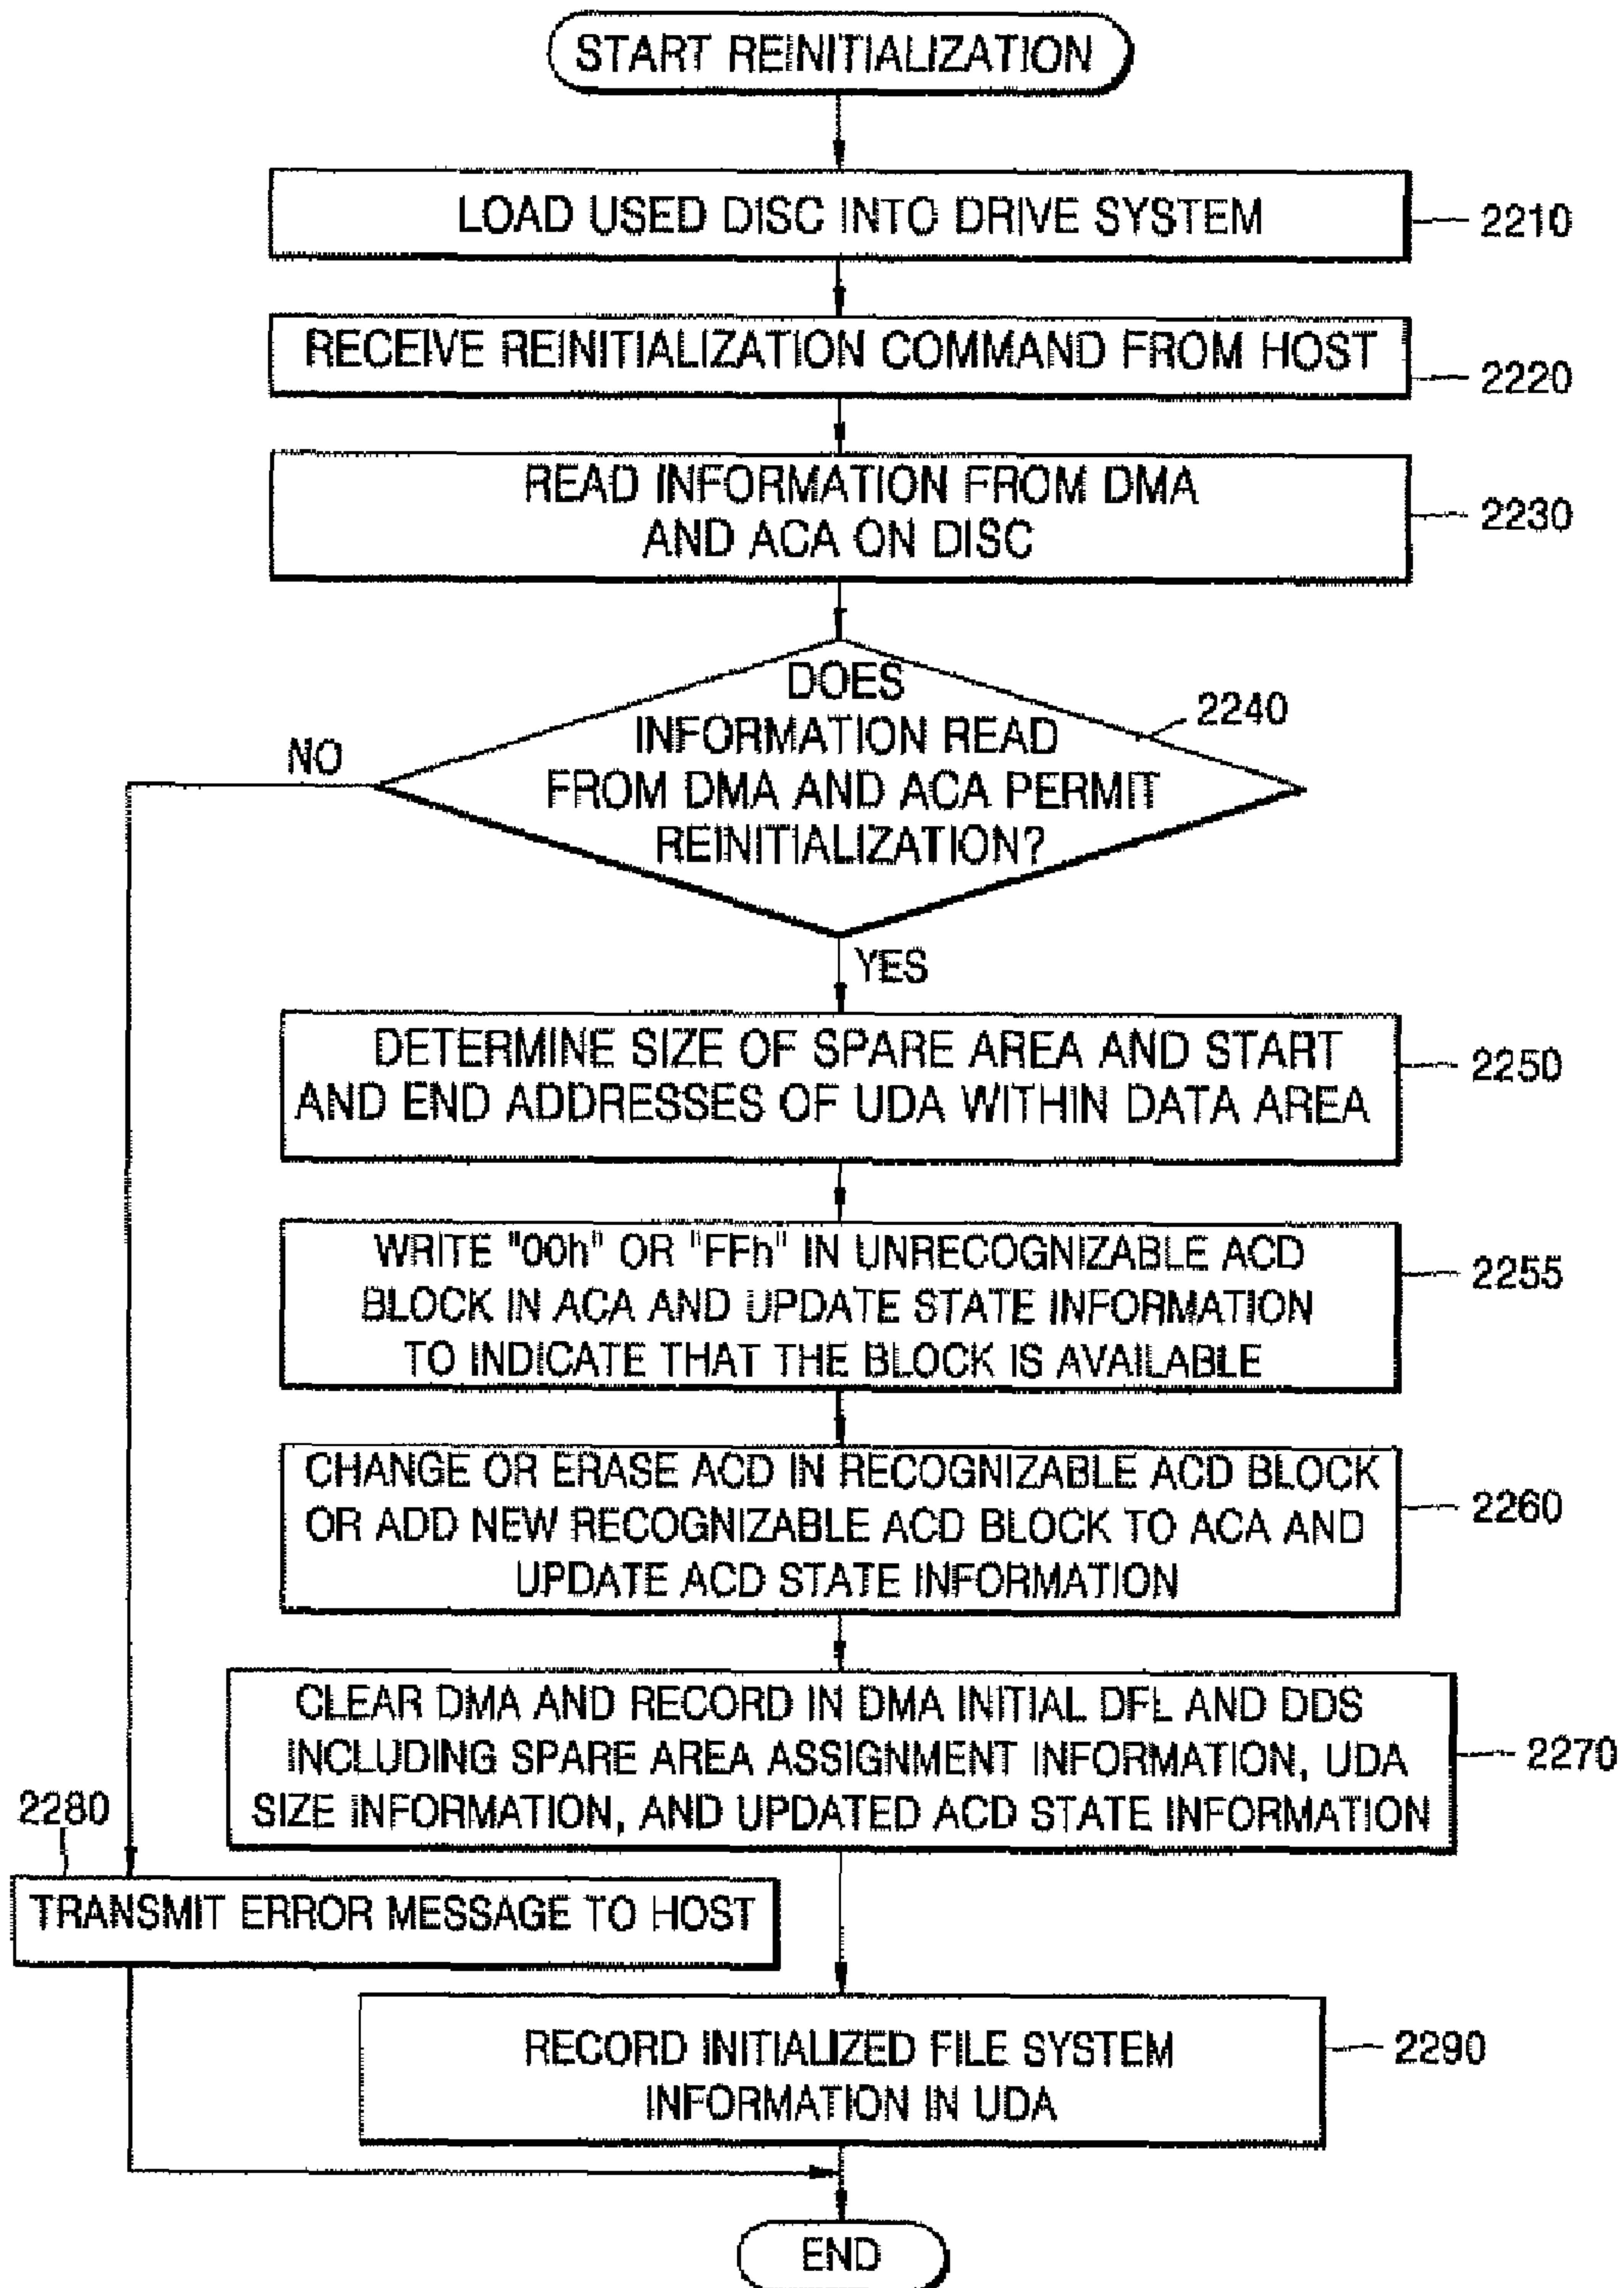 START REINITIALIZATION
LOAD USED DISC INTO DRIVE SYSTEM
2210
RECEIVE REINITIALIZATION COMMAND FROM HOST
2220
READ INFORMATION FROM DMA
AND ACA ON DISC
2230
DOES
INFORMATION READ
FROM DMA AND ACA PERMIT
REINITIALIZATION?
2240
NO
YES
DETERMINE SIZE OF SPARE AREA AND START
AND END ADDRESSES OF UDA WITHIN DATA AREA
2250
WRITE "00h" OR "FFh" IN UNRECOGNIZABLE ACD
BLOCK IN ACA AND UPDATE STATE INFORMATION
TO INDICATE THAT THE BLOCK IS AVAILABLE
2255
CHANGE OR ERASE ACD IN RECOGNIZABLE ACD BLOCK
OR ADD NEW RECOGNIZABLE ACD BLOCK TO ACA AND
UPDATE ACD STATE INFORMATION
2260
CLEAR DMA AND RECORD IN DMA INITIAL DFL AND DDS
INCLUDING SPARE AREA ASSIGNMENT INFORMATION, UDA
SIZE INFORMATION, AND UPDATED ACD STATE INFORMATION
2270
2280
TRANSMIT ERROR MESSAGE TO HOST
RECORD INITIALIZED FILE SYSTEM
INFORMATION IN UDA
2290
END